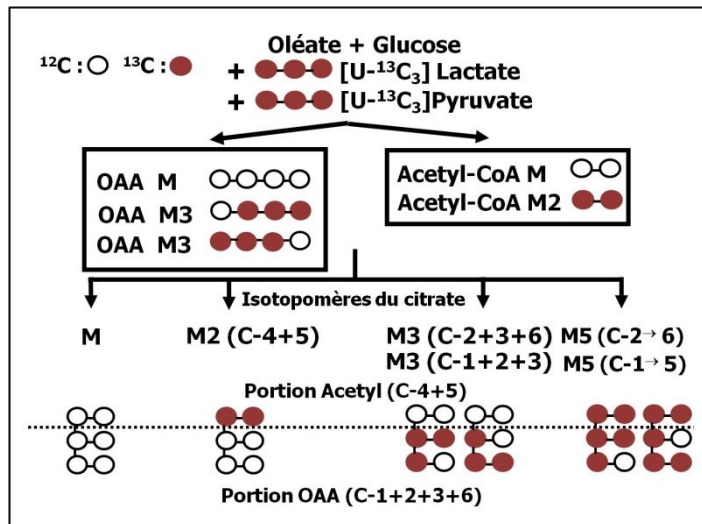 Oléate + Glucose
¹²C : ¹³C :
+ [U-¹³C₃] Lactate
+ [U-¹³C₃]Pyruvate
OAA M
OAA M3
OAA M3
Acetyl-CoA M
Acetyl-CoA M2
Isotopomères du citrate
M M2 (C-4+5) M3 (C-2+3+6) M5 (C-2→ 6)
M3 (C-1+2+3) M5 (C-1→ 5)
Portion Acetyl (C-4+5)
Portion OAA (C-1+2+3+6)